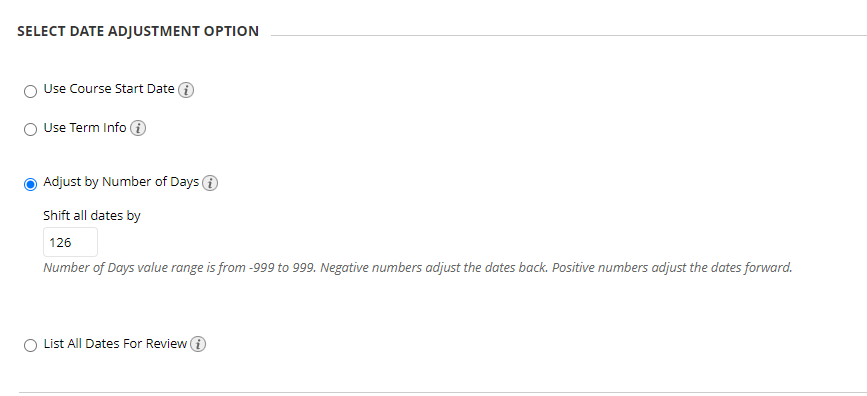 SELECT DATE ADJUSTMENT OPTION
Use Course Start Date i
Use Term Info i
Adjust by Number of Days i
Shift all dates by
126
Number of Days value range is from -999 to 999. Negative numbers adjust the dates back. Positive numbers adjust the dates forward.
List All Dates For Review i